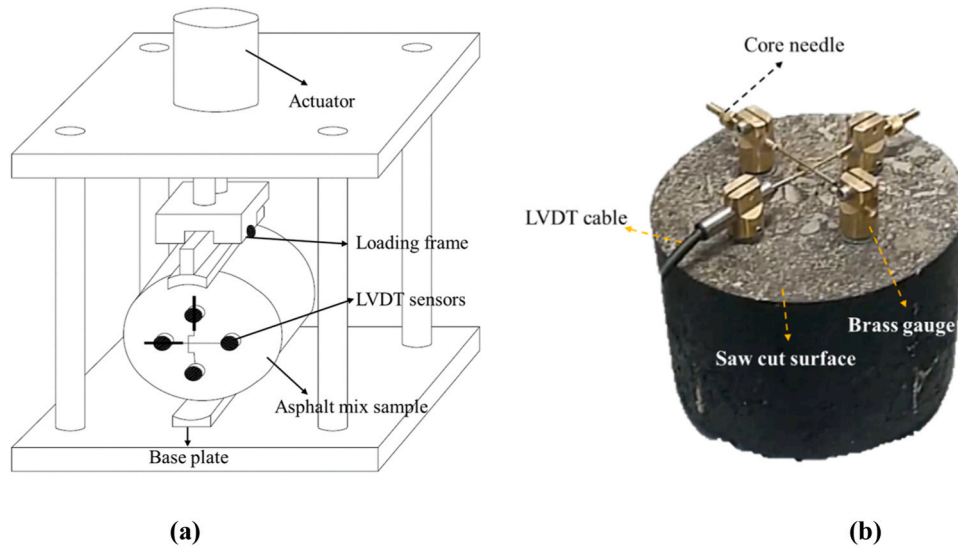 Actuator
Loading frame
LVDT sensors
Asphalt mix sample
Base plate
(a)
Core needle
LVDT cable
Brass gauge
Saw cut surface
(b)